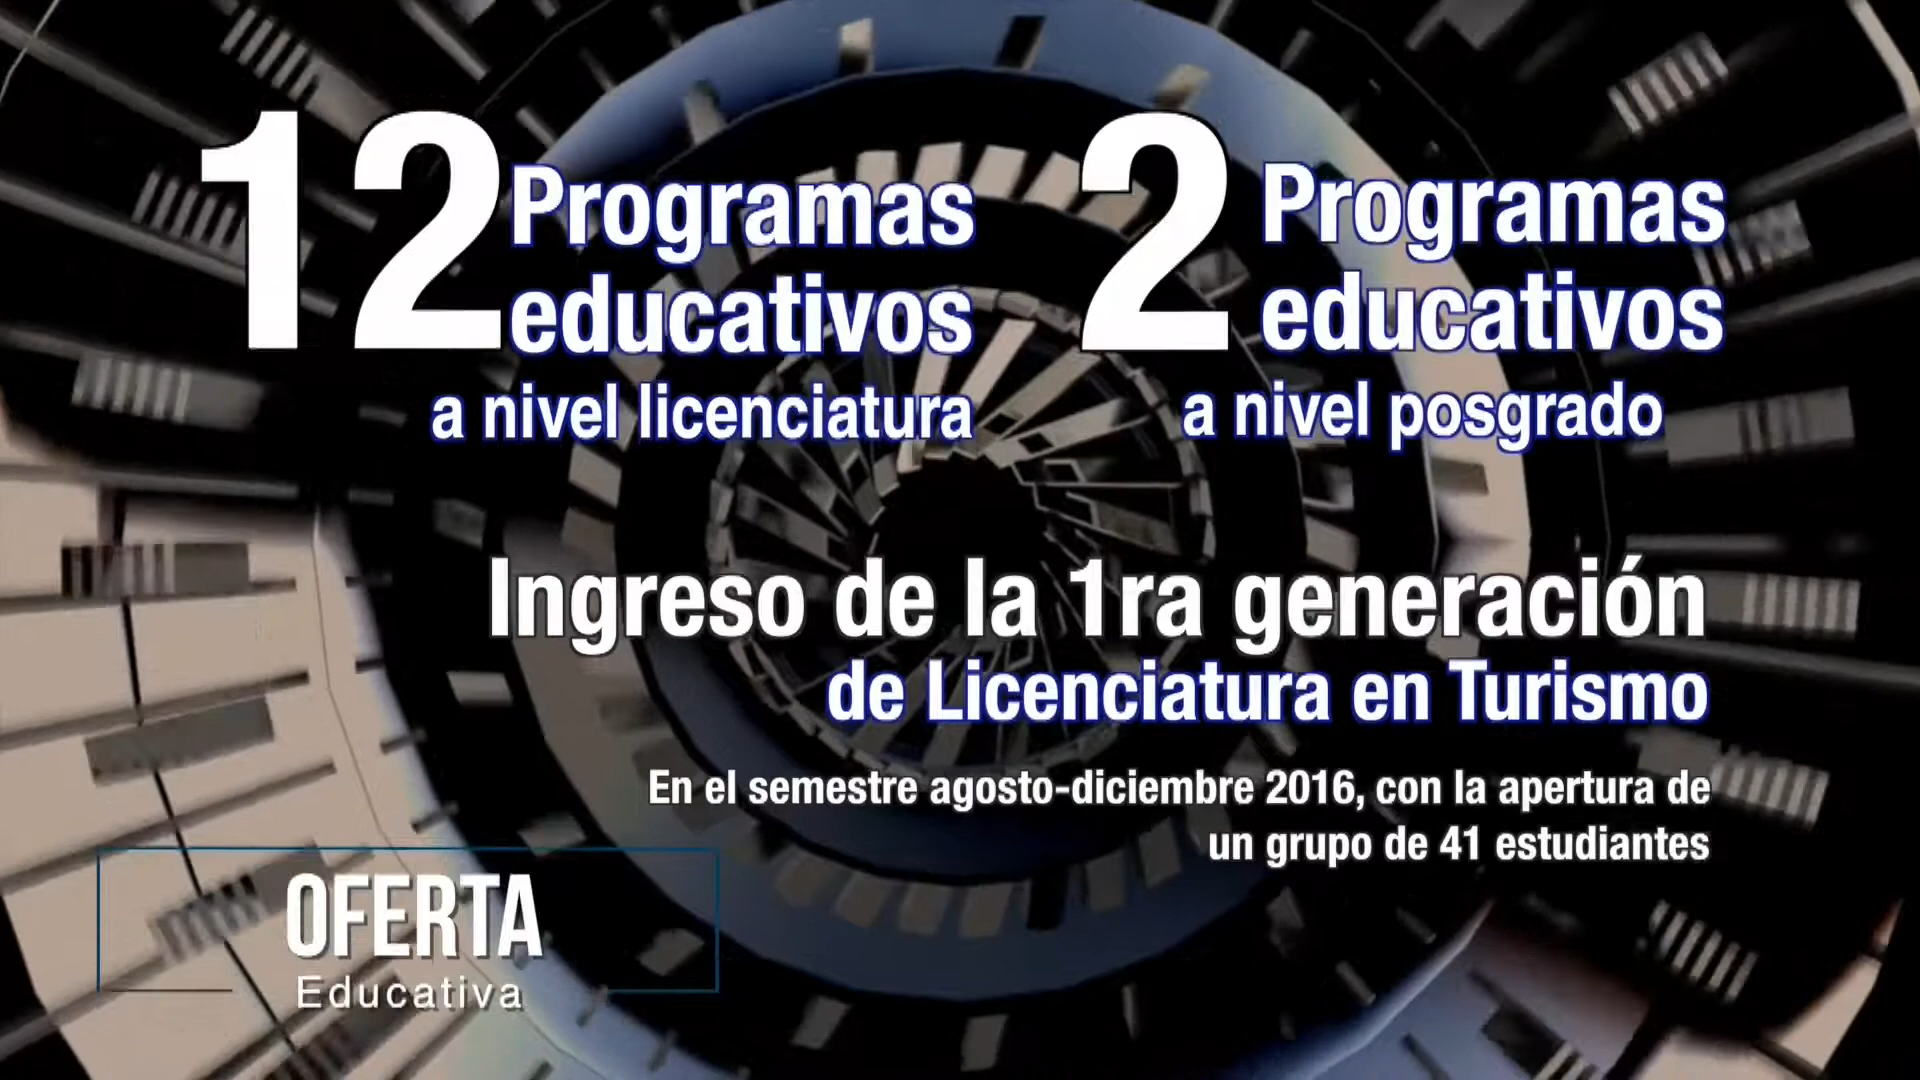 12 Programas
educativos
a nivel licenciatura
2 Programas
educativos
a nivel posgrado
Ingreso de la 1ra generación
de Licenciatura en Turismo
En el semestre agosto-diciembre 2016, con la apertura de
un grupo de 41 estudiantes
OFERTA
Educativa